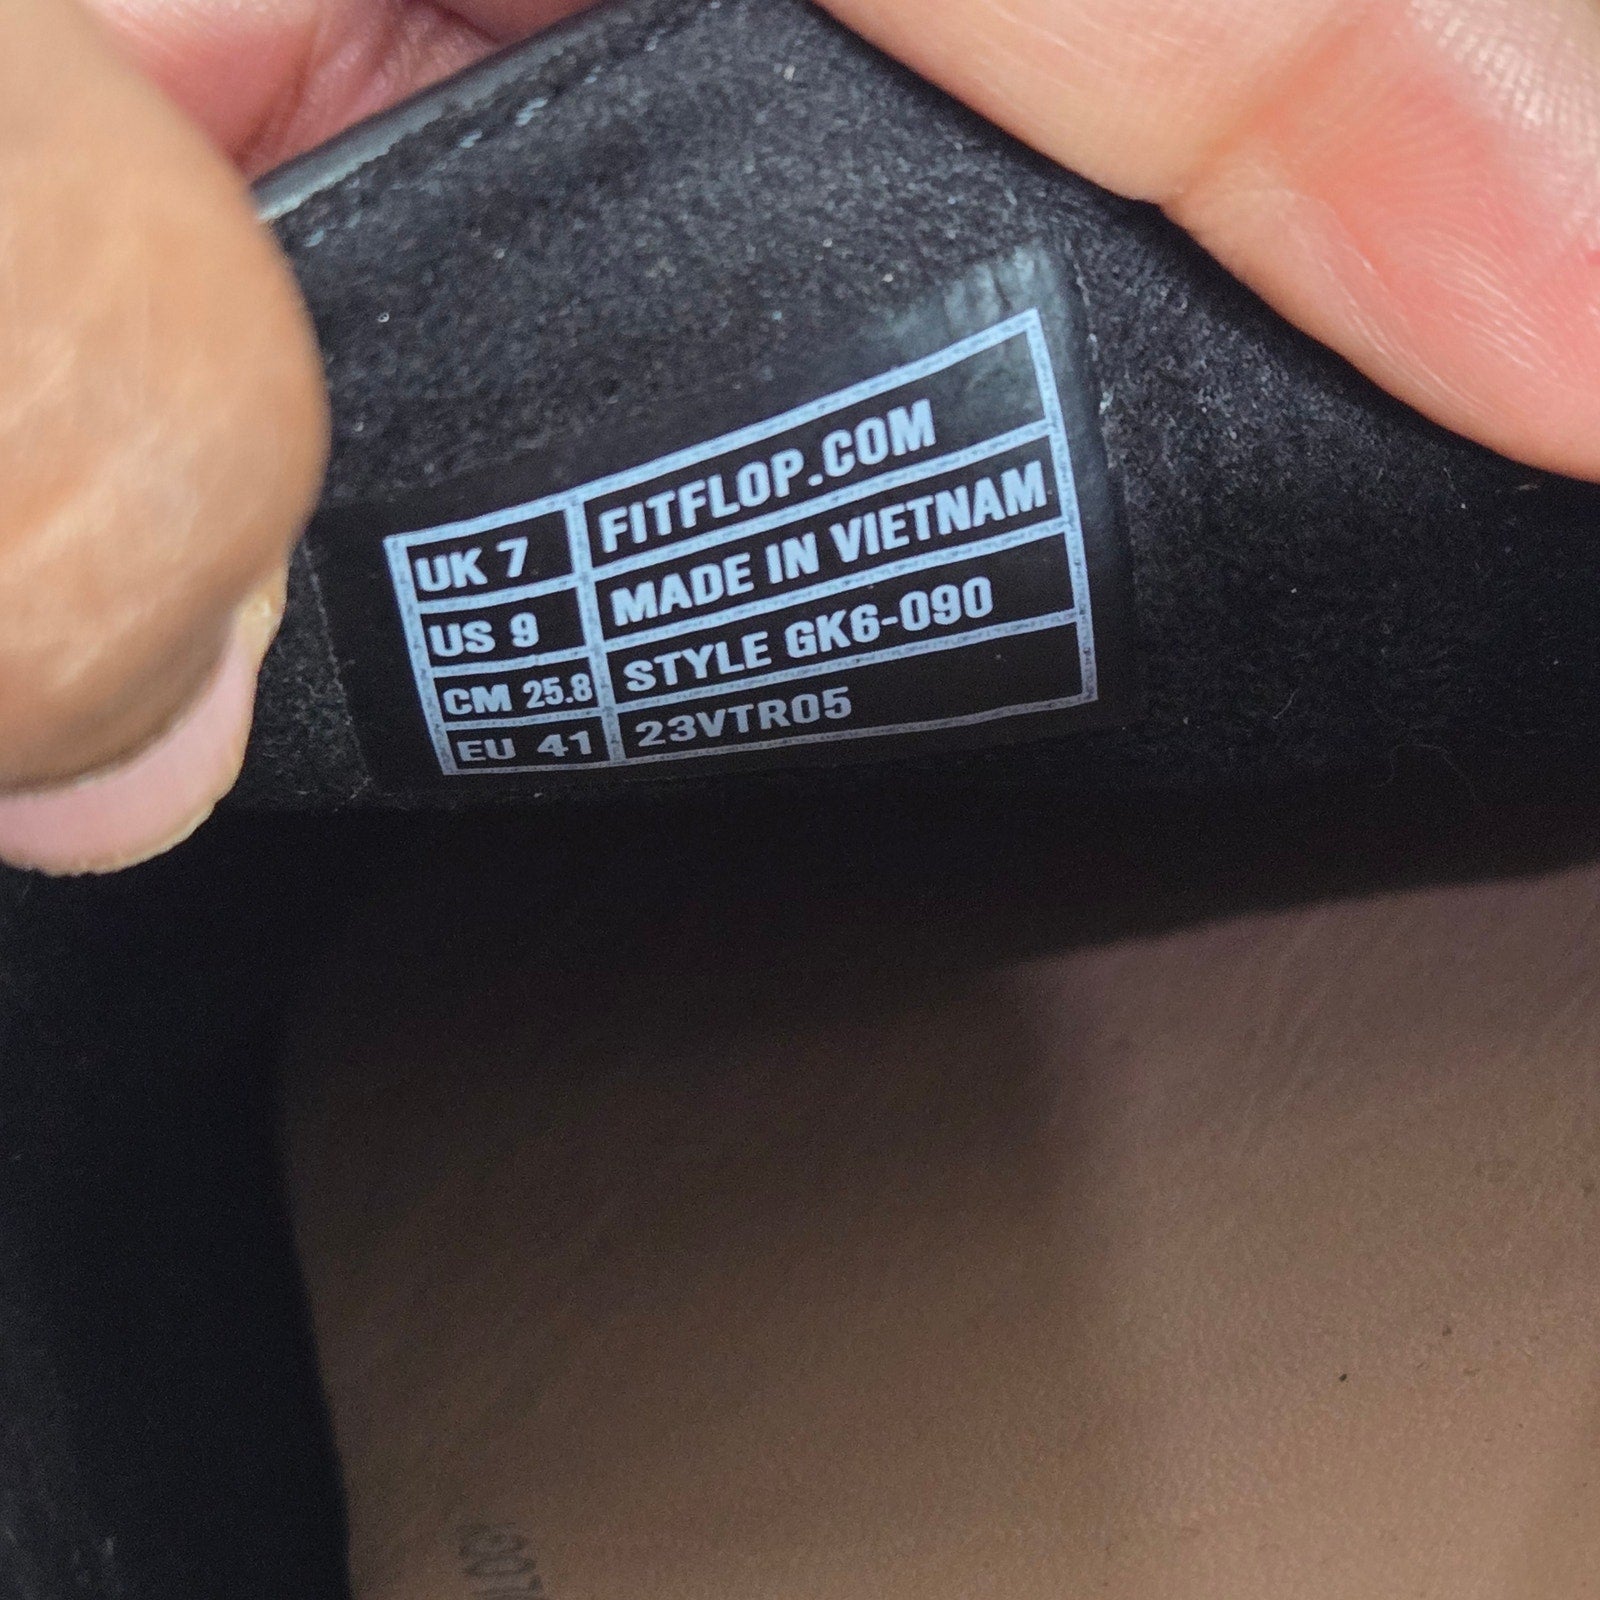 UK 7
US 9
CM 25.8
EU 41
FITFLOP.COM
MADE IN VIETNAM
STYLE GK6-090
23VTR05